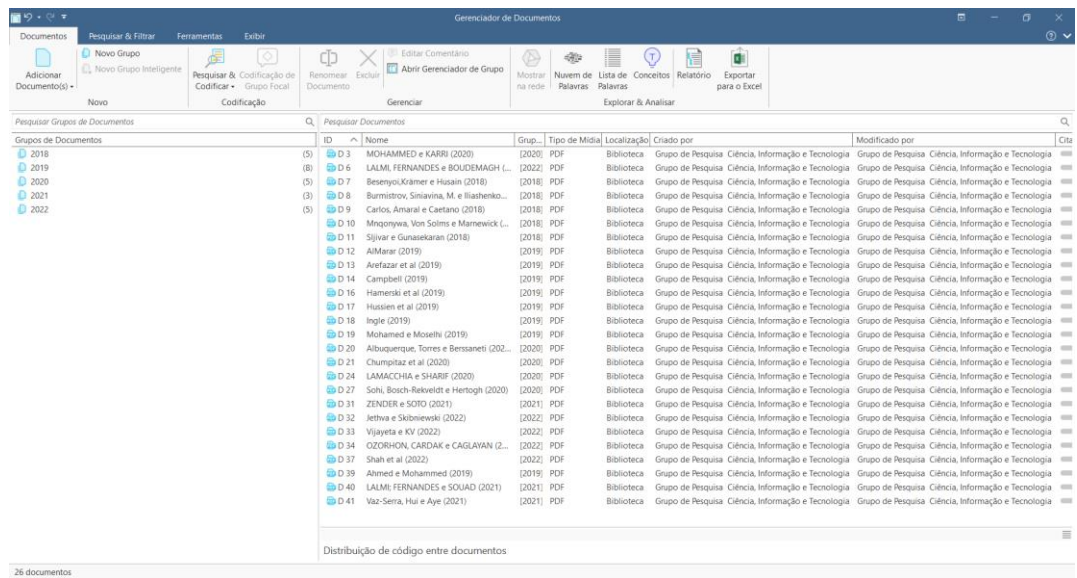 Gerenciador de Documentos
Documentos Pesquisar & Filtrar Ferramentas Exibir
Adicionar Documento(s)
Novo Grupo
Novo Grupo Inteligente
Novo
Pesquisar & Codificar
Codificação de Grupo Focal
Codificação
Renomear Documento
Excluir
Editar Comentário
Abrir Gerenciador de Grupo
Gerenciar
Mostrar na rede
Nuvem de Palavras
Lista de Palavras
Conceitos
Relatório
Exportar para o Excel
Explorar & Analisar
Pesquisar Grupos de Documentos
Grupos de Documentos
2018 (5)
2019 (8)
2020 (5)
2021 (3)
2022 (5)
Pesquisar Documentos
ID Nome Grup... Tipo de Mídia Localização Criado por Modificado por Cita
D 3 MOHAMMED e KARRI (2020) [2020] PDF Biblioteca Grupo de Pesquisa Ciência, Informação e Tecnologia Grupo de Pesquisa Ciência, Informação e Tecnologia
D 6 LALMI, FERNANDES e BOUDEMAGH (... [2022] PDF Biblioteca Grupo de Pesquisa Ciência, Informação e Tecnologia Grupo de Pesquisa Ciência, Informação e Tecnologia
D 7 Besenyoi,Krämer e Husain (2018) [2018] PDF Biblioteca Grupo de Pesquisa Ciência, Informação e Tecnologia Grupo de Pesquisa Ciência, Informação e Tecnologia
D 8 Burmistrov, Siniavina, M. e Iliashenko... [2018] PDF Biblioteca Grupo de Pesquisa Ciência, Informação e Tecnologia Grupo de Pesquisa Ciência, Informação e Tecnologia
D 9 Carlos, Amaral e Caetano (2018) [2018] PDF Biblioteca Grupo de Pesquisa Ciência, Informação e Tecnologia Grupo de Pesquisa Ciência, Informação e Tecnologia
D 10 Mnqonywa, Von Solms e Marnewick (... [2018] PDF Biblioteca Grupo de Pesquisa Ciência, Informação e Tecnologia Grupo de Pesquisa Ciência, Informação e Tecnologia
D 11 Sljivar e Gunasekaran (2018) [2018] PDF Biblioteca Grupo de Pesquisa Ciência, Informação e Tecnologia Grupo de Pesquisa Ciência, Informação e Tecnologia
D 12 AlMarar (2019) [2019] PDF Biblioteca Grupo de Pesquisa Ciência, Informação e Tecnologia Grupo de Pesquisa Ciência, Informação e Tecnologia
D 13 Arefazar et al (2019) [2019] PDF Biblioteca Grupo de Pesquisa Ciência, Informação e Tecnologia Grupo de Pesquisa Ciência, Informação e Tecnologia
D 14 Campbell (2019) [2019] PDF Biblioteca Grupo de Pesquisa Ciência, Informação e Tecnologia Grupo de Pesquisa Ciência, Informação e Tecnologia
D 16 Hamerski et al (2019) [2019] PDF Biblioteca Grupo de Pesquisa Ciência, Informação e Tecnologia Grupo de Pesquisa Ciência, Informação e Tecnologia
D 17 Hussien et al (2019) [2019] PDF Biblioteca Grupo de Pesquisa Ciência, Informação e Tecnologia Grupo de Pesquisa Ciência, Informação e Tecnologia
D 18 Ingle (2019) [2019] PDF Biblioteca Grupo de Pesquisa Ciência, Informação e Tecnologia Grupo de Pesquisa Ciência, Informação e Tecnologia
D 19 Mohamed e Moselhi (2019) [2019] PDF Biblioteca Grupo de Pesquisa Ciência, Informação e Tecnologia Grupo de Pesquisa Ciência, Informação e Tecnologia
D 20 Albuquerque, Torres e Berssaneti (202... [2020] PDF Biblioteca Grupo de Pesquisa Ciência, Informação e Tecnologia Grupo de Pesquisa Ciência, Informação e Tecnologia
D 21 Chumpitaz et al (2020) [2020] PDF Biblioteca Grupo de Pesquisa Ciência, Informação e Tecnologia Grupo de Pesquisa Ciência, Informação e Tecnologia
D 24 LAMACCHIA e SHARIF (2020) [2020] PDF Biblioteca Grupo de Pesquisa Ciência, Informação e Tecnologia Grupo de Pesquisa Ciência, Informação e Tecnologia
D 27 Sohi, Bosch-Rekveldt e Hertogh (2020) [2020] PDF Biblioteca Grupo de Pesquisa Ciência, Informação e Tecnologia Grupo de Pesquisa Ciência, Informação e Tecnologia
D 31 ZENDER e SOTO (2021) [2021] PDF Biblioteca Grupo de Pesquisa Ciência, Informação e Tecnologia Grupo de Pesquisa Ciência, Informação e Tecnologia
D 32 Jethva e Skibniewski (2022) [2022] PDF Biblioteca Grupo de Pesquisa Ciência, Informação e Tecnologia Grupo de Pesquisa Ciência, Informação e Tecnologia
D 33 Vijayeta e KV (2022) [2022] PDF Biblioteca Grupo de Pesquisa Ciência, Informação e Tecnologia Grupo de Pesquisa Ciência, Informação e Tecnologia
D 34 OZORHON, CARDAK e CAGLAYAN (2... [2022] PDF Biblioteca Grupo de Pesquisa Ciência, Informação e Tecnologia Grupo de Pesquisa Ciência, Informação e Tecnologia
D 37 Shah et al (2022) [2022] PDF Biblioteca Grupo de Pesquisa Ciência, Informação e Tecnologia Grupo de Pesquisa Ciência, Informação e Tecnologia
D 39 Ahmed e Mohammed (2019) [2019] PDF Biblioteca Grupo de Pesquisa Ciência, Informação e Tecnologia Grupo de Pesquisa Ciência, Informação e Tecnologia
D 40 LALMI; FERNANDES e SOUAD (2021) [2021] PDF Biblioteca Grupo de Pesquisa Ciência, Informação e Tecnologia Grupo de Pesquisa Ciência, Informação e Tecnologia
D 41 Vaz-Serra, Hui e Aye (2021) [2021] PDF Biblioteca Grupo de Pesquisa Ciência, Informação e Tecnologia Grupo de Pesquisa Ciência, Informação e Tecnologia
Distribuição de código entre documentos
26 documentos